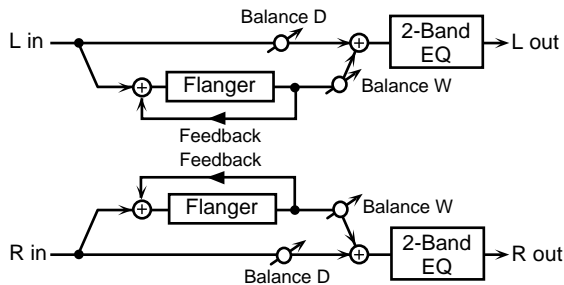 Balance D
L in
2-Band
EQ
L out
Flanger
Balance W
Feedback
Feedback
Flanger
Balance W
R in
2-Band
EQ
R out
Balance D